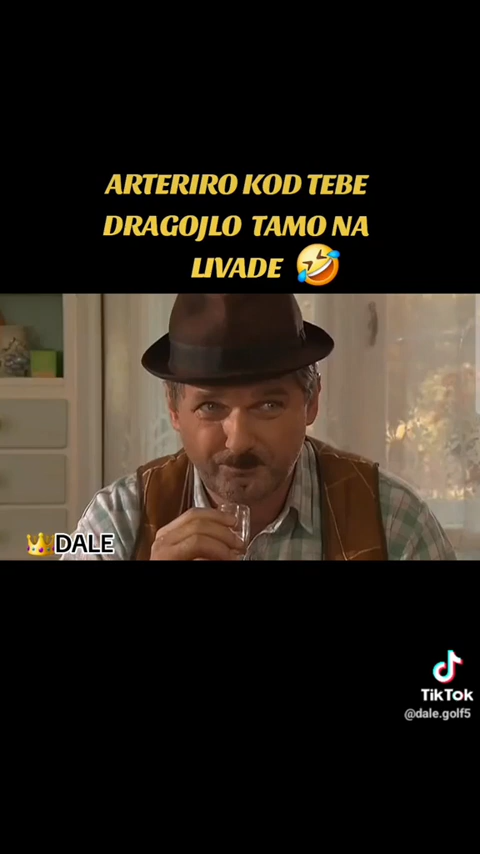 ARTERIRO KOD TEBE
DRAGOJLO TAMO NA
LIVADE 🤣
👑DALE
TikTok
@dale.golf5